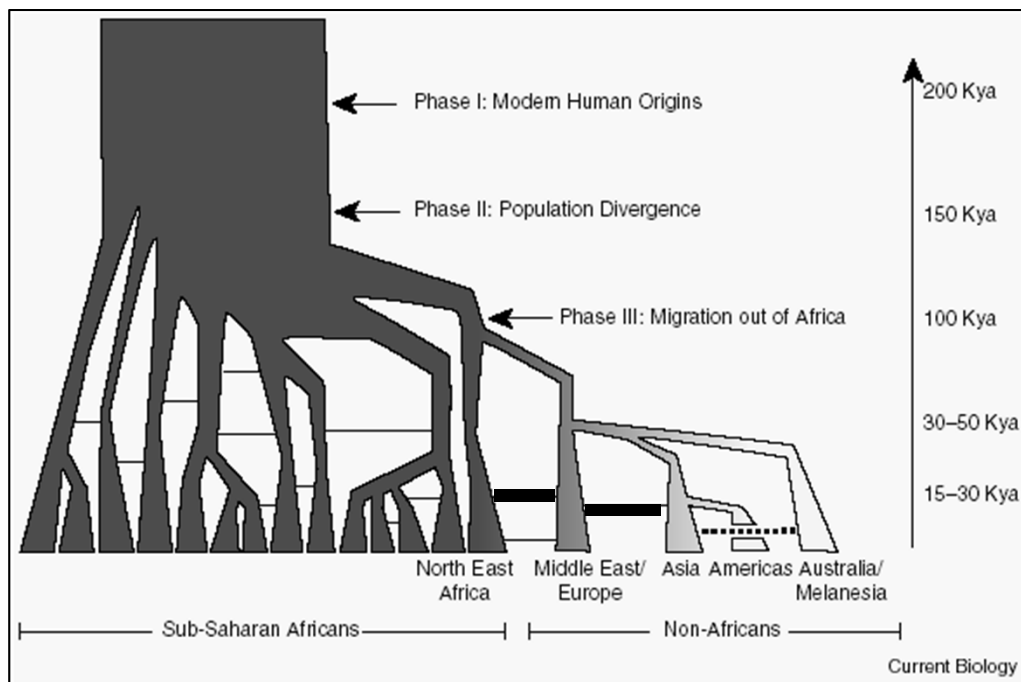 Phase I: Modern Human Origins
200 Kya
Phase II: Population Divergence
150 Kya
Phase III: Migration out of Africa
100 Kya
30–50 Kya
15–30 Kya
North East
Africa
Middle East/
Europe
Asia
Americas
Australia/
Melanesia
Sub-Saharan Africans
Non-Africans
Current Biology